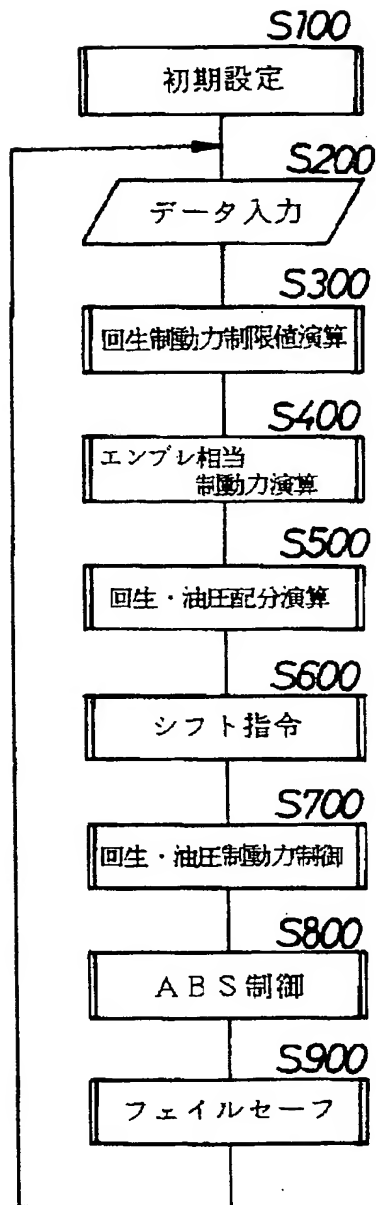 S100
初期設定
S200
データ入力
S300
回生制動力制限値演算
S400
エンブレ相当
制動力演算
S500
回生・油圧配分演算
S600
シフト指令
S700
回生・油圧制動力制御
S800
ABS制御
S900
フェイルセーフ